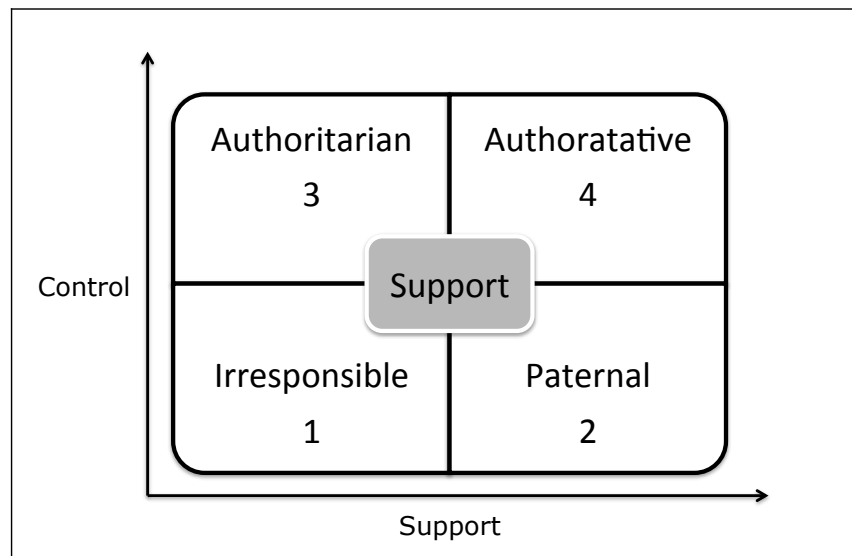 Authoritarian
3
Authoratative
4
Control
Support
Irresponsible
1
Paternal
2
Support